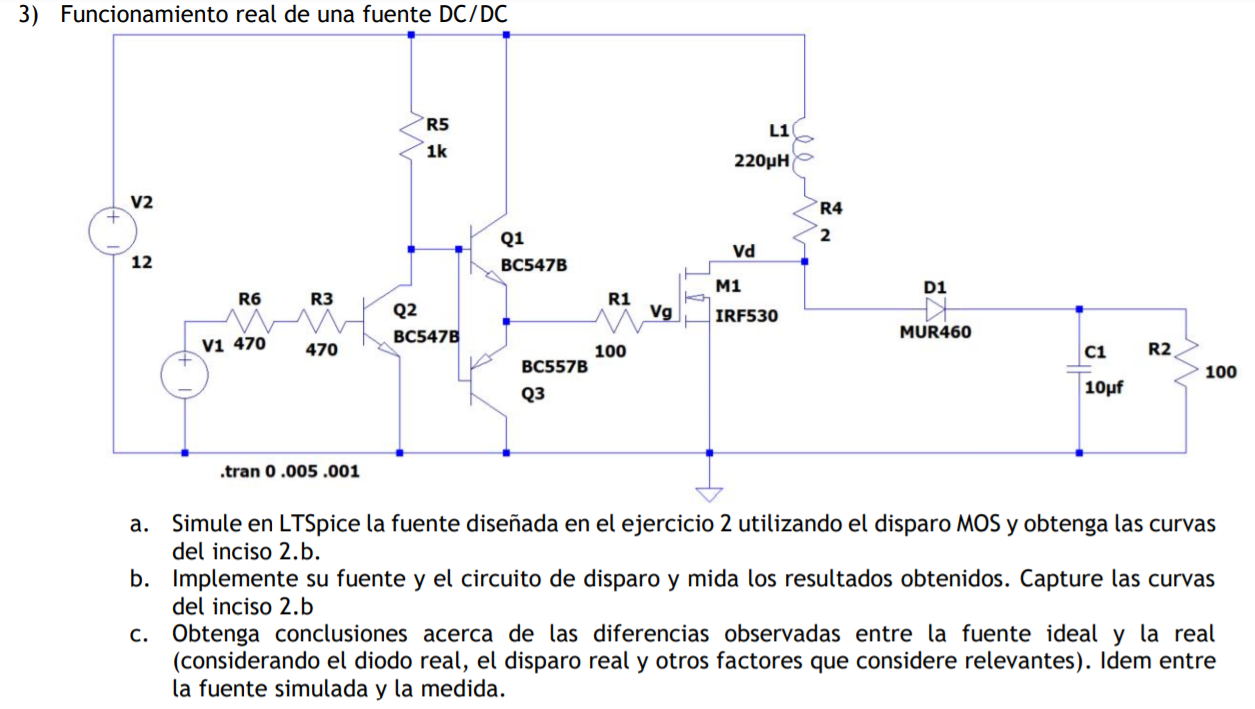 3) Funcionamiento real de una fuente DC/DC
R5
1k
L1
220µH
V2
12
R4
2
Q1
BC547B
Vd
M1
IRF530
D1
MUR460
R6
470
R3
470
Q2
BC547B
R1
100
Vg
V1
BC557B
Q3
C1
10µf
R2
100
.tran 0 .005 .001
a. Simule en LTSpice la fuente diseñada en el ejercicio 2 utilizando el disparo MOS y obtenga las curvas
del inciso 2.b.
b. Implemente su fuente y el circuito de disparo y mida los resultados obtenidos. Capture las curvas
del inciso 2.b
c. Obtenga conclusiones acerca de las diferencias observadas entre la fuente ideal y la real
(considerando el diodo real, el disparo real y otros factores que considere relevantes). Idem entre
la fuente simulada y la medida.